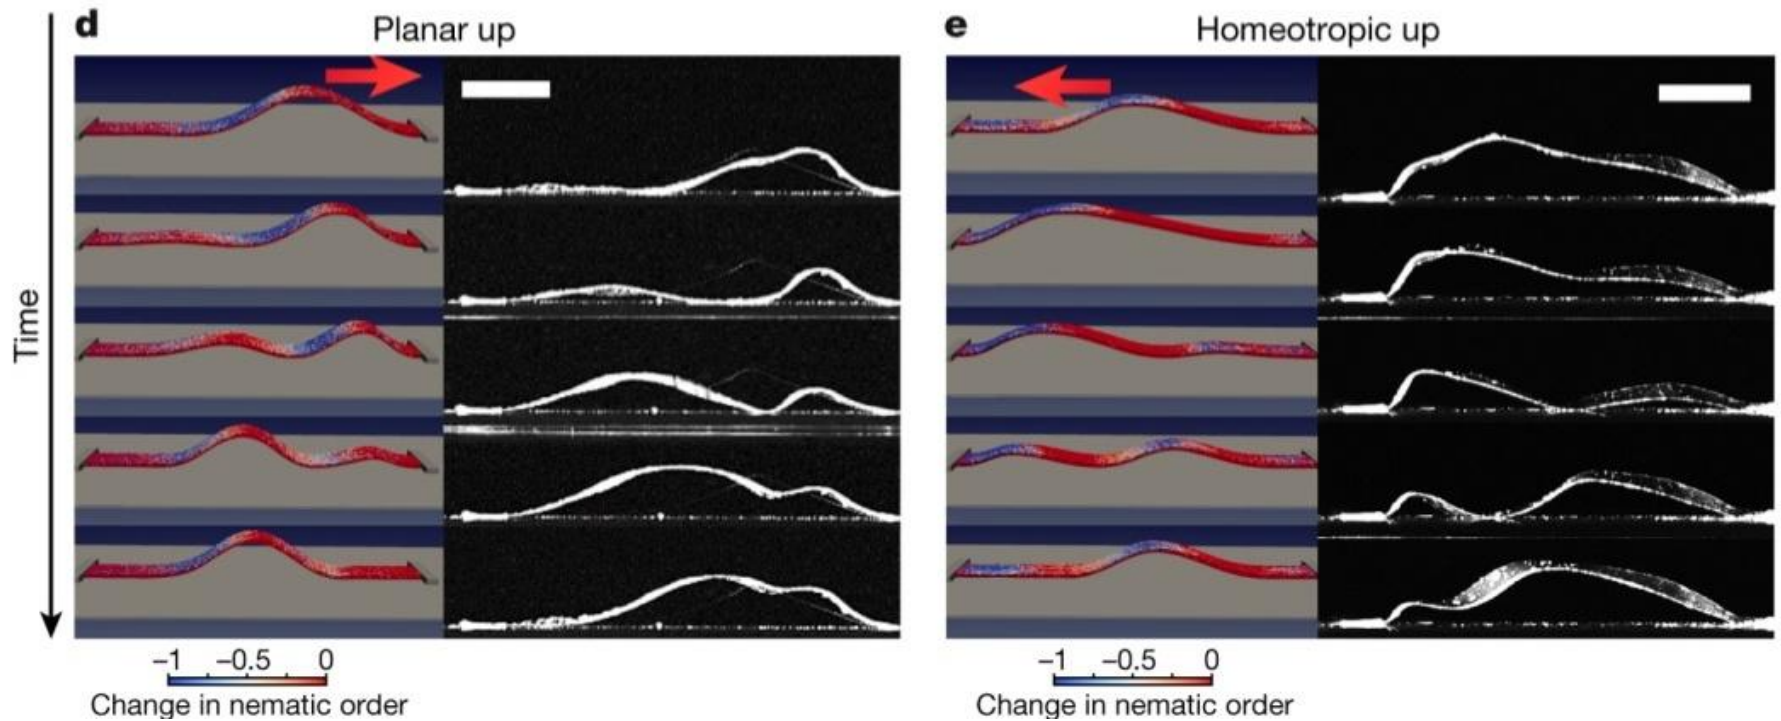 d Planar up
e Homeotropic up
Time
−1 −0.5 0
Change in nematic order
−1 −0.5 0
Change in nematic order